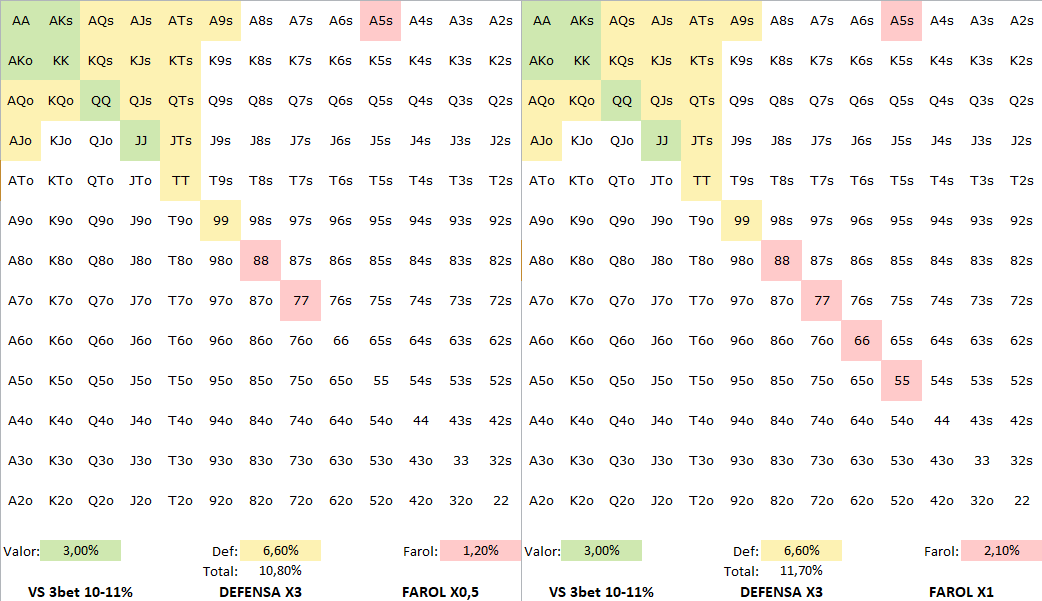 AA AKs AQs AJs ATs A9s A8s A7s A6s A5s A4s A3s A2s AA AKs AQs AJs ATs A9s A8s A7s A6s A5s A4s A3s A2s
AKo KK KQs KJs KTs K9s K8s K7s K6s K5s K4s K3s K2s AKo KK KQs KJs KTs K9s K8s K7s K6s K5s K4s K3s K2s
AQo KQo QQ QJs QTs Q9s Q8s Q7s Q6s Q5s Q4s Q3s Q2s AQo KQo QQ QJs QTs Q9s Q8s Q7s Q6s Q5s Q4s Q3s Q2s
AJo KJo QJo JJ JTs J9s J8s J7s J6s J5s J4s J3s J2s AJo KJo QJo JJ JTs J9s J8s J7s J6s J5s J4s J3s J2s
ATo KTo QTo JTo TT T9s T8s T7s T6s T5s T4s T3s T2s ATo KTo QTo JTo TT T9s T8s T7s T6s T5s T4s T3s T2s
A9o K9o Q9o J9o T9o 99 98s 97s 96s 95s 94s 93s 92s A9o K9o Q9o J9o T9o 99 98s 97s 96s 95s 94s 93s 92s
A8o K8o Q8o J8o T8o 98o 88 87s 86s 85s 84s 83s 82s A8o K8o Q8o J8o T8o 98o 88 87s 86s 85s 84s 83s 82s
A7o K7o Q7o J7o T7o 97o 87o 77 76s 75s 74s 73s 72s A7o K7o Q7o J7o T7o 97o 87o 77 76s 75s 74s 73s 72s
A6o K6o Q6o J6o T6o 96o 86o 76o 66 65s 64s 63s 62s A6o K6o Q6o J6o T6o 96o 86o 76o 66 65s 64s 63s 62s
A5o K5o Q5o J5o T5o 95o 85o 75o 65o 55 54s 53s 52s A5o K5o Q5o J5o T5o 95o 85o 75o 65o 55 54s 53s 52s
A4o K4o Q4o J4o T4o 94o 84o 74o 64o 54o 44 43s 42s A4o K4o Q4o J4o T4o 94o 84o 74o 64o 54o 44 43s 42s
A3o K3o Q3o J3o T3o 93o 83o 73o 63o 53o 43o 33 32s A3o K3o Q3o J3o T3o 93o 83o 73o 63o 53o 43o 33 32s
A2o K2o Q2o J2o T2o 92o 82o 72o 62o 52o 42o 32o 22 A2o K2o Q2o J2o T2o 92o 82o 72o 62o 52o 42o 32o 22
Valor: 3,00% Def: 6,60% Farol: 1,20% Valor: 3,00% Def: 6,60% Farol: 2,10%
Total: 10,80% Total: 11,70%
VS 3bet 10-11% DEFENSA X3 FAROL X0,5 VS 3bet 10-11% DEFENSA X3 FAROL X1